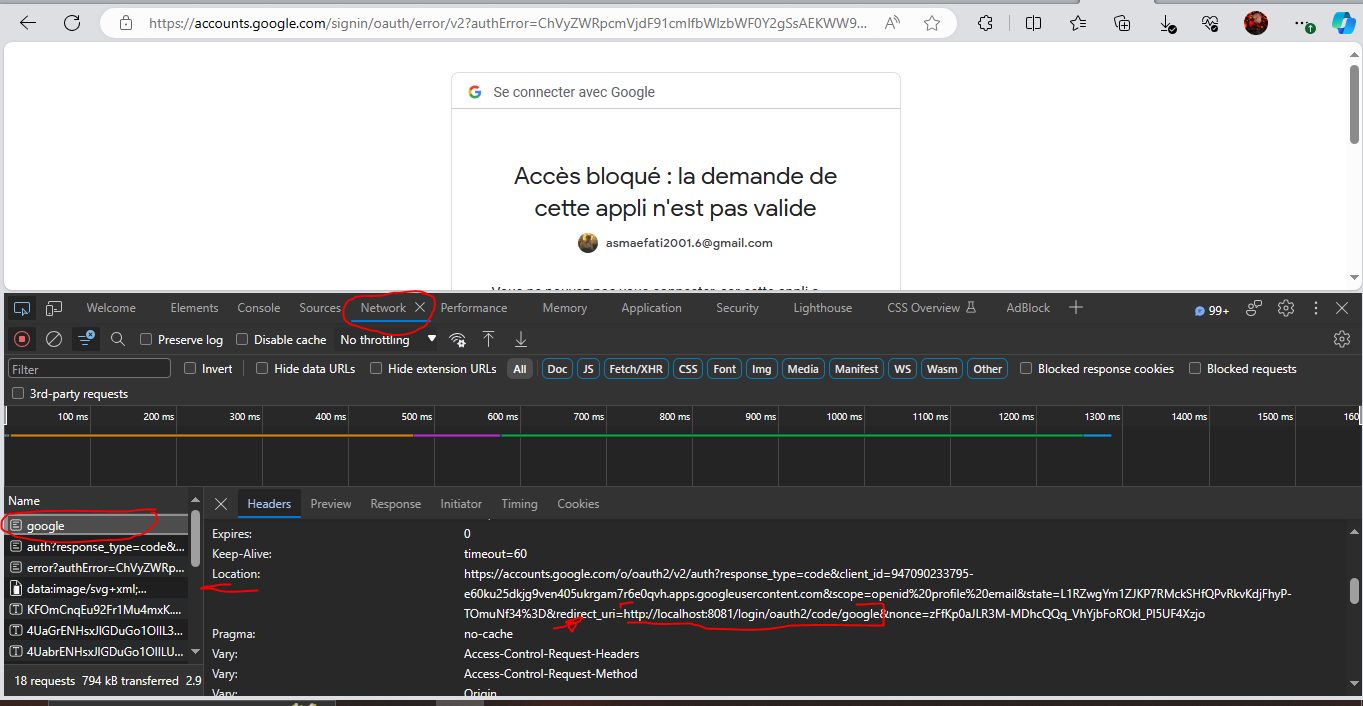 https://accounts.google.com/signin/oauth/error/v2?authError=ChVyZWRpcmVjdF91cmlfbWlzbWF0Y2gSsAEKWW9...
Se connecter avec Google
Accès bloqué : la demande de
cette appli n'est pas valide
asmaefati2001.6@gmail.com
Welcome Elements Console Sources Network Performance Memory Application Security Lighthouse CSS Overview AdBlock 99+
Preserve log Disable cache No throttling
Filter Invert Hide data URLs Hide extension URLs All Doc JS Fetch/XHR CSS Font Img Media Manifest WS Wasm Other Blocked response cookies Blocked requests
3rd-party requests
100 ms 200 ms 300 ms 400 ms 500 ms 600 ms 700 ms 800 ms 900 ms 1000 ms 1100 ms 1200 ms 1300 ms 1400 ms 1500 ms 160
Name
Headers Preview Response Initiator Timing Cookies
google
Expires: 0
auth?response_type=code&...
Keep-Alive: timeout=60
error?authError=ChVyZWRp...
Location: https://accounts.google.com/o/oauth2/v2/auth?response_type=code&client_id=947090233795-
data:image/svg+xml;...
e60ku25dkjg9ven405ukrgam7r6e0qvh.apps.googleusercontent.com&scope=openid%20profile%20email&state=L1RZwgYm1ZJKP7RMckSHfQPvRkvKdjFhyP-
KFOmCnqEu92Fr1Mu4mxK....
TOmuNf34%3D&redirect_uri=http://localhost:8081/login/oauth2/code/google&nonce=zFfKp0aJLR3M-MDhcQQq_VhYjbFoROkI_PI5UF4Xzjo
4UaGrENHsxJlGDuGo1OIlL3...
Pragma: no-cache
4UabrENHsxJlGDuGo1OIlLU...
Vary: Access-Control-Request-Headers
Vary: Access-Control-Request-Method
18 requests 794 kB transferred 2.9
Vary: Origin